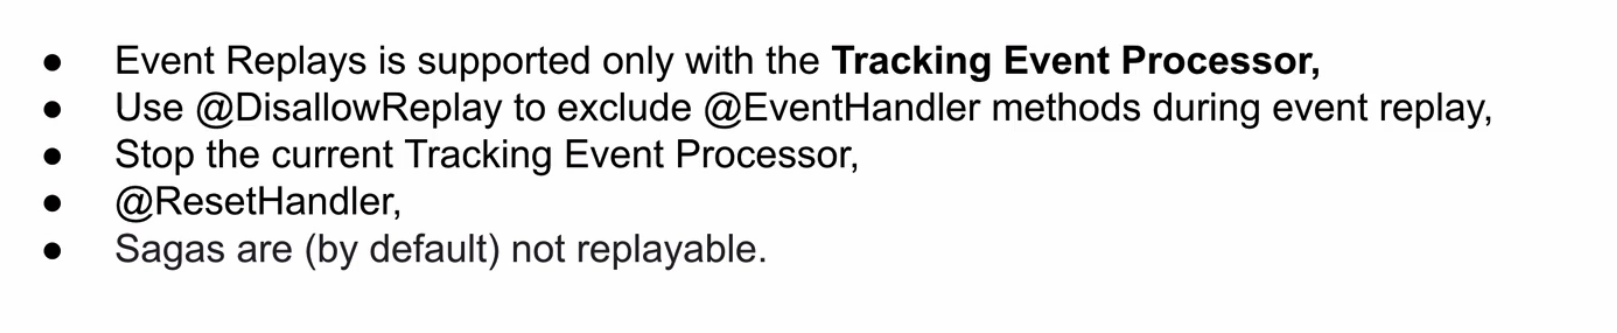 ● Event Replays is supported only with the Tracking Event Processor,
● Use @DisallowReplay to exclude @EventHandler methods during event replay,
● Stop the current Tracking Event Processor,
● @ResetHandler,
● Sagas are (by default) not replayable.